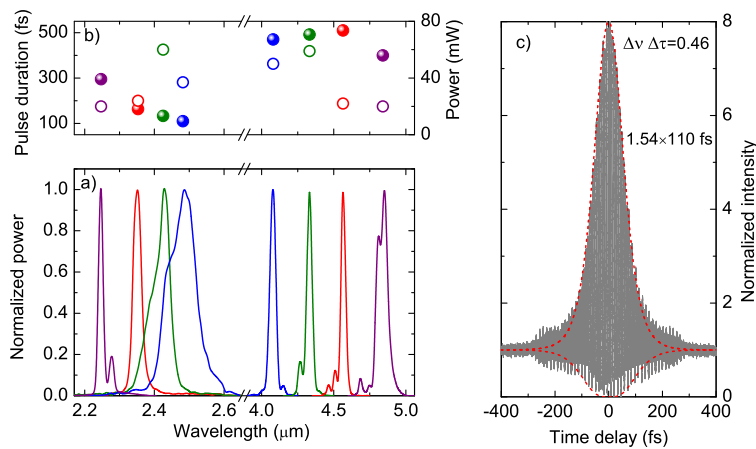 b)
Pulse duration (fs)
500
300
100
80
40
0
Power (mW)
a)
Normalized power
1.0
0.8
0.6
0.4
0.2
0.0
2.2 2.4 2.6 4.0 4.5 5.0
Wavelength (μm)
c)
Δν Δτ=0.46
1.54×110 fs
8
6
4
2
0
Normalized intensity
-400 -200 0 200 400
Time delay (fs)